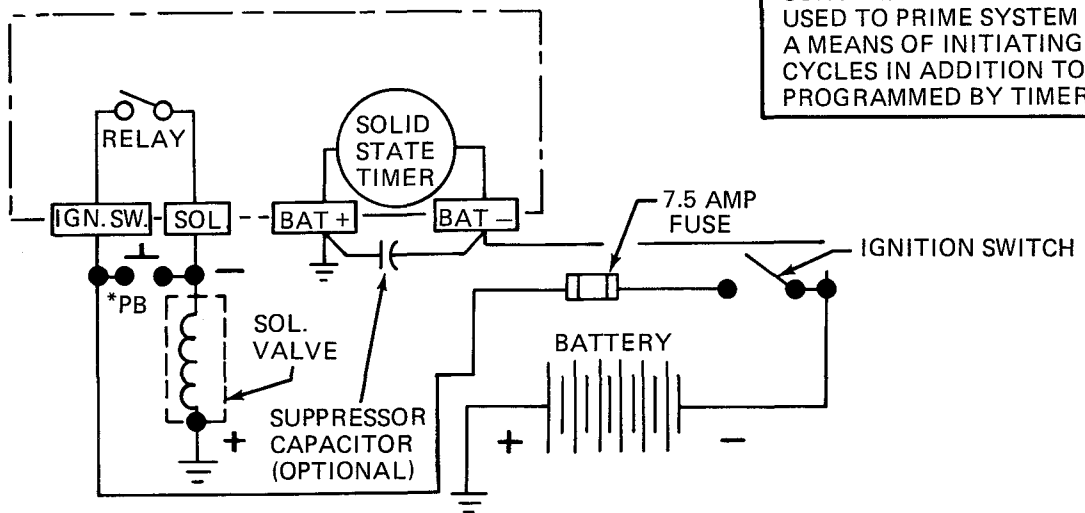 USED TO PRIME SYSTEM
A MEANS OF INITIATING
CYCLES IN ADDITION TO
PROGRAMMED BY TIMER
RELAY
SOLID
STATE
TIMER
IGN. SW.
SOL.
BAT +
BAT –
7.5 AMP
FUSE
IGNITION SWITCH
*PB
–
SOL.
VALVE
BATTERY
SUPPRESSOR
CAPACITOR
(OPTIONAL)
+
+
–